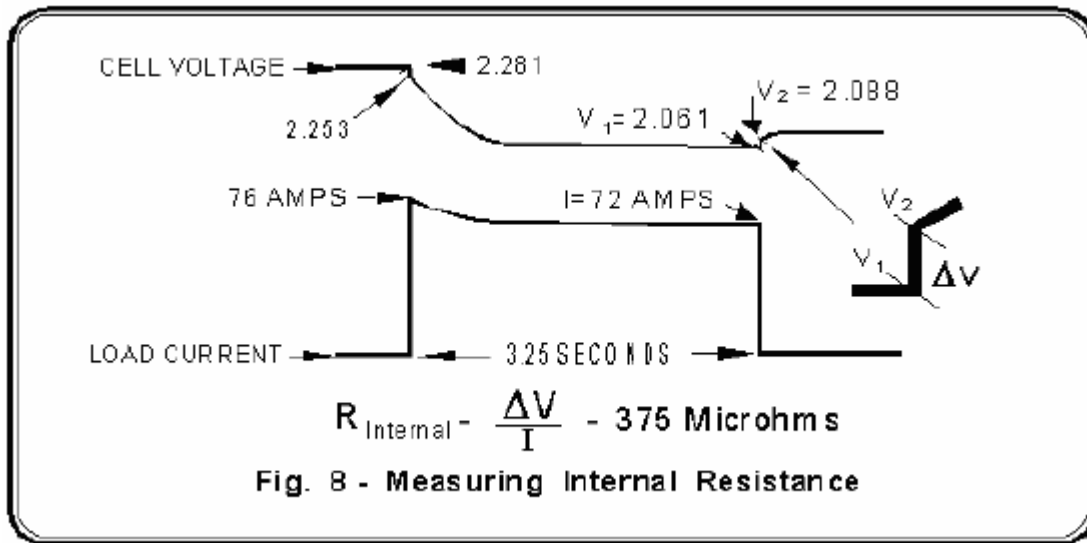 CELL VOLTAGE
2.281
2.253
V1= 2.061
V2 = 2.088
76 AMPS
I= 72 AMPS
V2
V1
ΔV
LOAD CURRENT
3.25 SECONDS
R Internal - ΔV/I - 375 Microhms
Fig. 8 - Measuring Internal Resistance